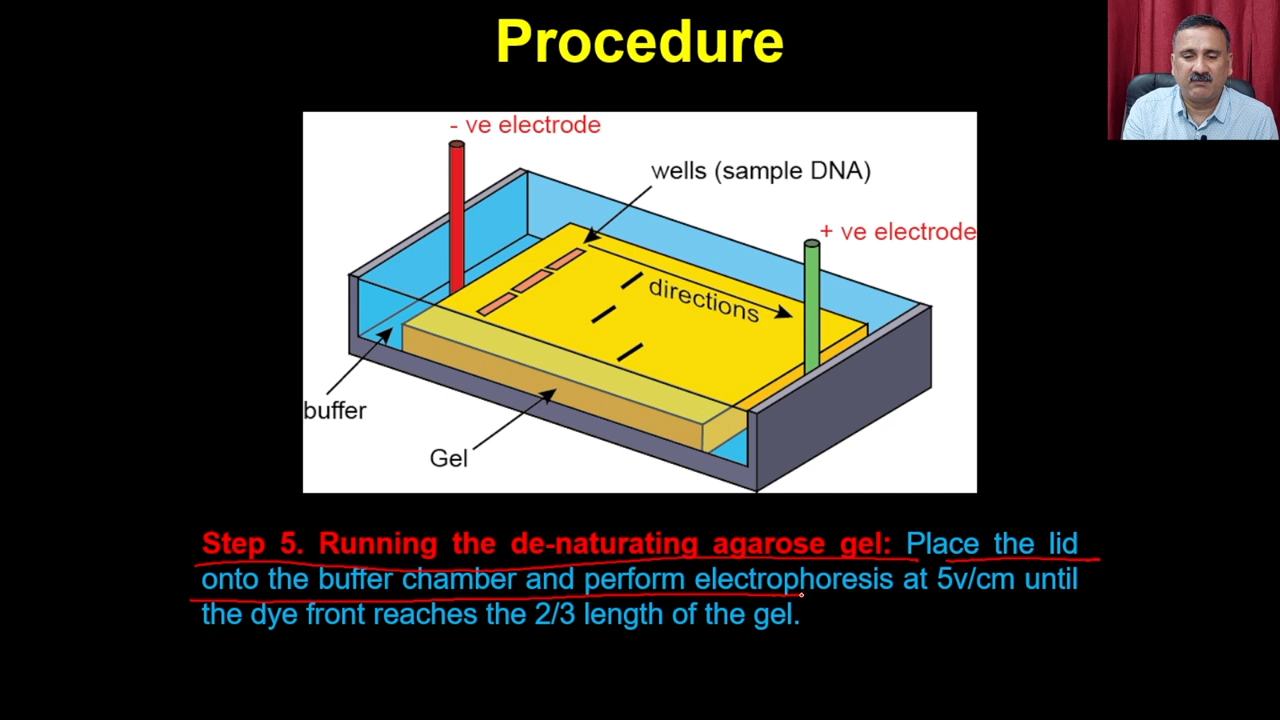 Procedure
- ve electrode
wells (sample DNA)
+ ve electrode
directions
buffer
Gel
Step 5. Running the de-naturating agarose gel: Place the lid
onto the buffer chamber and perform electrophoresis at 5v/cm until
the dye front reaches the 2/3 length of the gel.